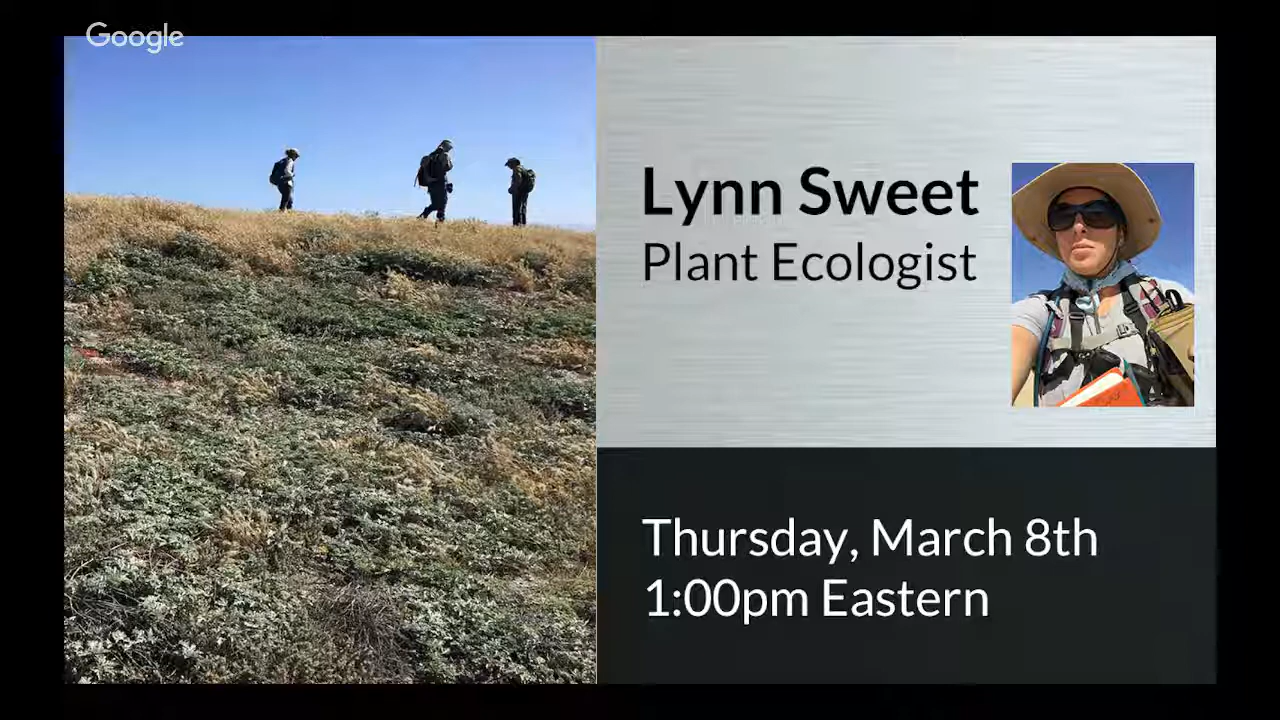 Google
Lynn Sweet
Plant Ecologist
Thursday, March 8th
1:00pm Eastern